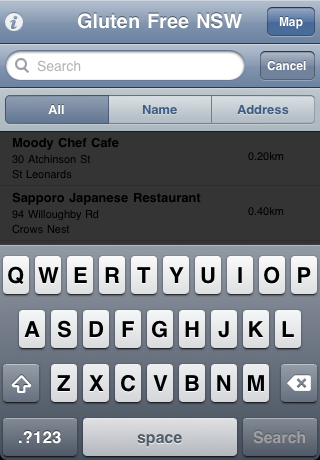 Gluten Free NSW
Map
Search
Cancel
All
Name
Address
Moody Chef Cafe
30 Atchinson St
0.20km
St Leonards
Sapporo Japanese Restaurant
94 Willoughby Rd
0.40km
Crows Nest
Q W E R T Y U I O P
A S D F G H J K L
Z X C V B N M
.?123
space
Search